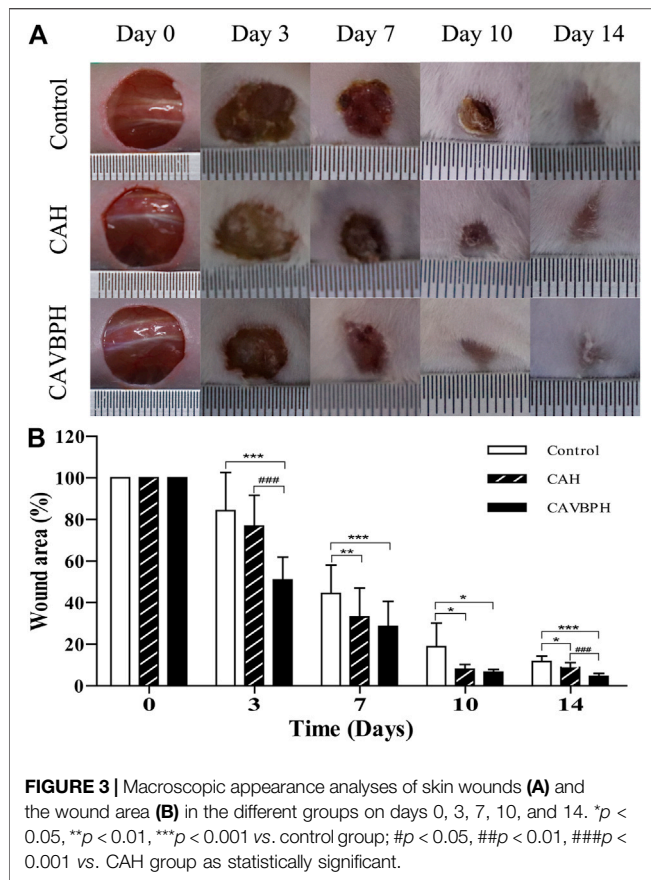 A
Day 0 Day 3 Day 7 Day 10 Day 14
Control
CAH
CAVBPH
B
120
100
80
60
40
20
0
Wound area (%)
Control
CAH
CAVBPH
***
###
***
**
*
*
***
*
###
0 3 7 10 14
Time (Days)
FIGURE 3 | Macroscopic appearance analyses of skin wounds (A) and
the wound area (B) in the different groups on days 0, 3, 7, 10, and 14. *p <
0.05, **p < 0.01, ***p < 0.001 vs. control group; #p < 0.05, ##p < 0.01, ###p <
0.001 vs. CAH group as statistically significant.